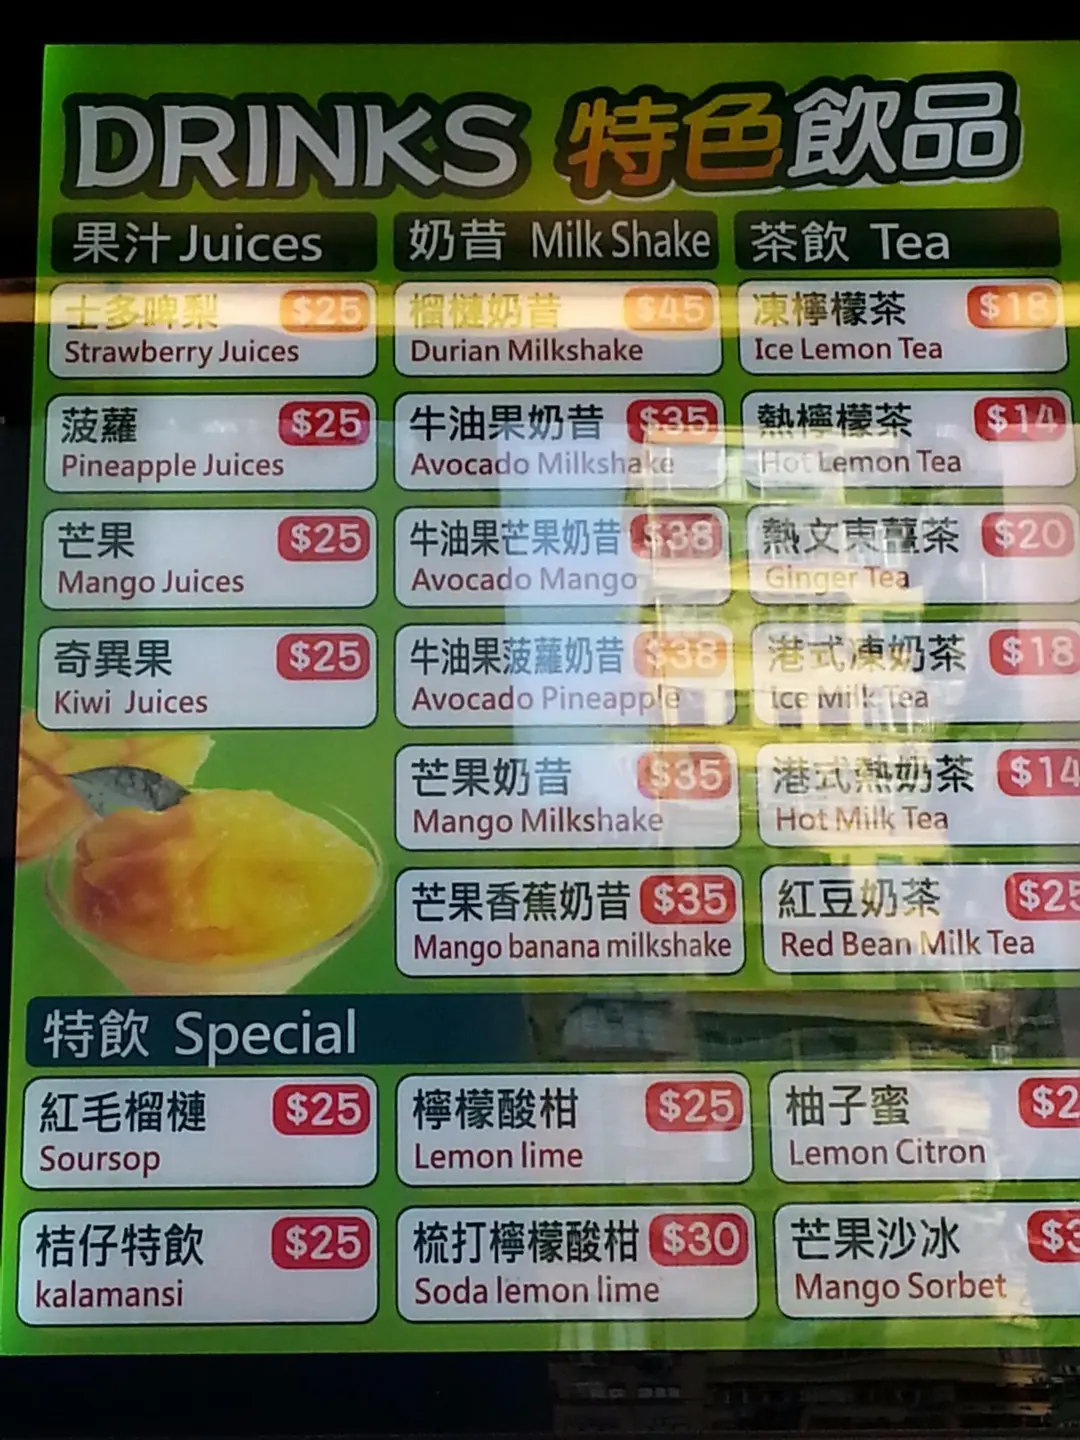 DRINKS 特色飲品
果汁 Juices
士多啤梨 $25
Strawberry Juices
菠蘿 $25
Pineapple Juices
芒果 $25
Mango Juices
奇異果 $25
Kiwi Juices
奶昔 Milk Shake
榴槤奶昔 $45
Durian Milkshake
牛油果奶昔 $35
Avocado Milkshake
牛油果芒果奶昔 $38
Avocado Mango
牛油果菠蘿奶昔 $38
Avocado Pineapple
芒果奶昔 $35
Mango Milkshake
芒果香蕉奶昔 $35
Mango banana milkshake
茶飲 Tea
凍檸檬茶 $18
Ice Lemon Tea
熱檸檬茶 $14
Hot Lemon Tea
熱文東薑茶 $20
Ginger Tea
港式凍奶茶 $18
Ice Milk Tea
港式熱奶茶 $14
Hot Milk Tea
紅豆奶茶 $25
Red Bean Milk Tea
特飲 Special
紅毛榴槤 $25
Soursop
檸檬酸柑 $25
Lemon lime
柚子蜜
Lemon Citron
桔仔特飲 $25
kalamansi
梳打檸檬酸柑 $30
Soda lemon lime
芒果沙冰
Mango Sorbet